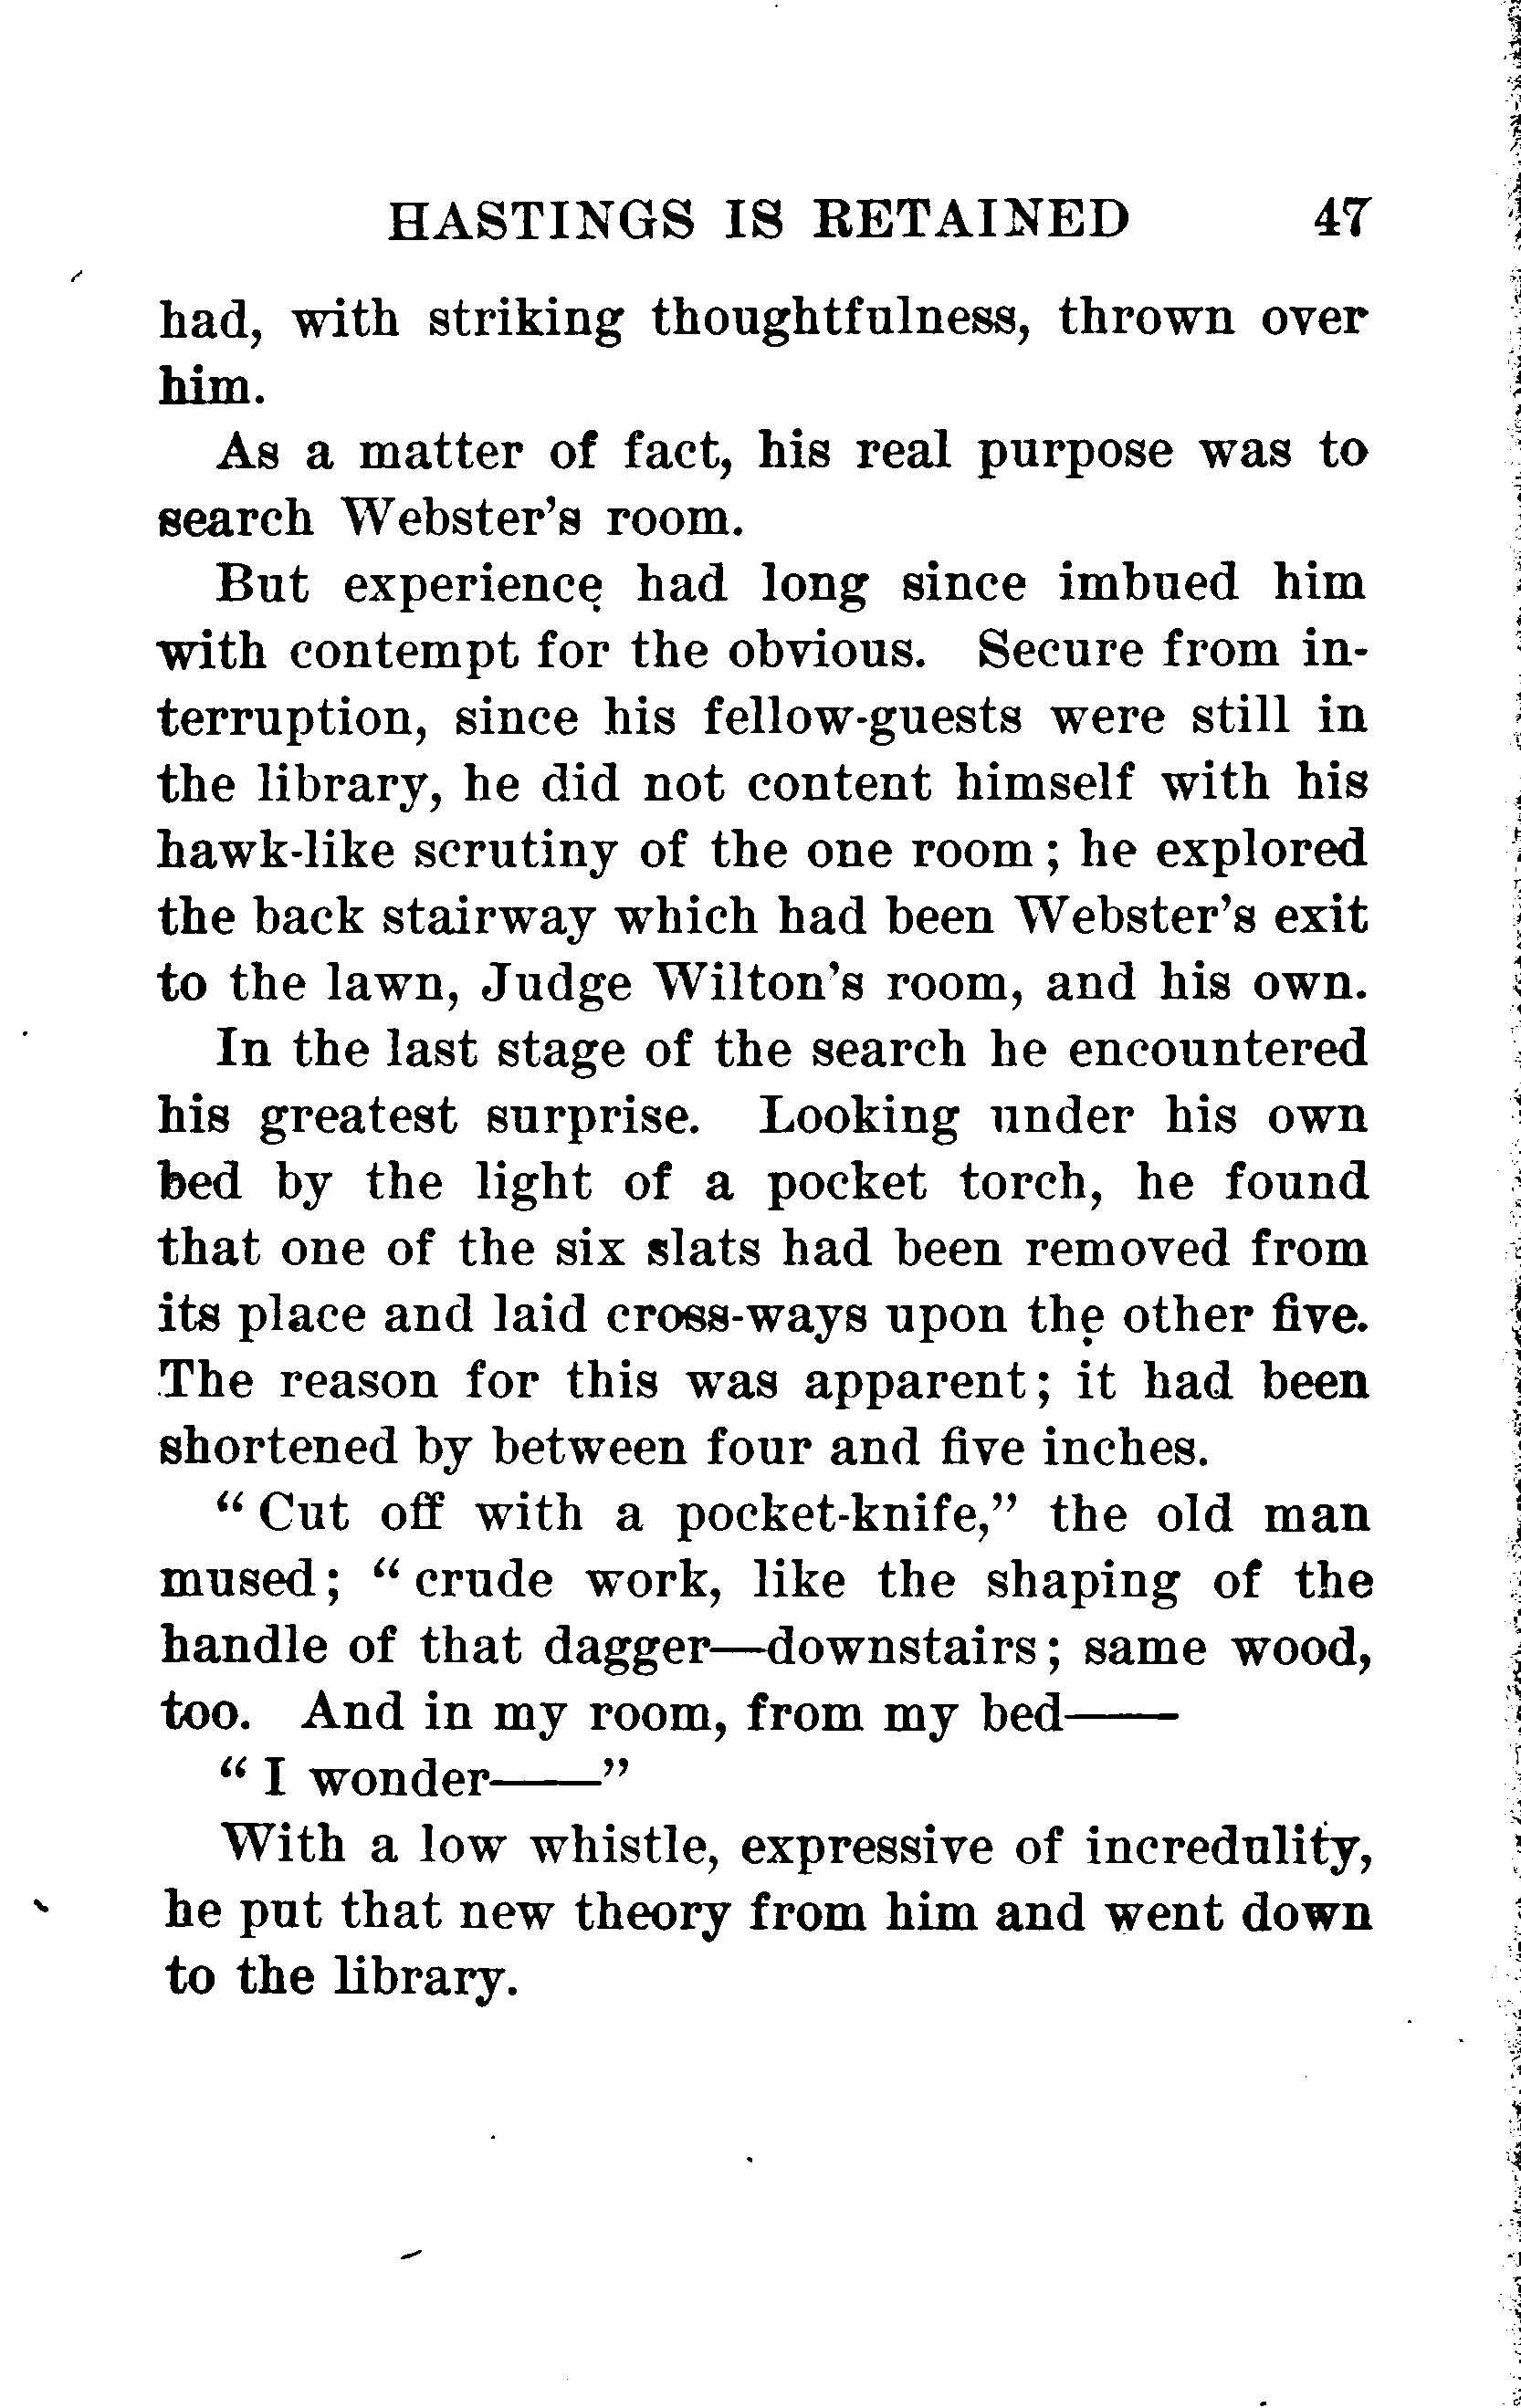 HASTINGS IS RETAINED 47
had, with striking thoughtfulness, thrown over
him.
As a matter of fact, his real purpose was to
search Webster's room.
But experience had long since imbued him
with contempt for the obvious. Secure from in-
terruption, since his fellow-guests were still in
the library, he did not content himself with his
hawk-like scrutiny of the one room; he explored
the back stairway which had been Webster's exit
to the lawn, Judge Wilton's room, and his own.
In the last stage of the search he encountered
his greatest surprise. Looking under his own
bed by the light of a pocket torch, he found
that one of the six slats had been removed from
its place and laid cross-ways upon the other five.
The reason for this was apparent; it had been
shortened by between four and five inches.
"Cut off with a pocket-knife," the old man
mused; "crude work, like the shaping of the
handle of that dagger—downstairs; same wood,
too. And in my room, from my bed——
"I wonder——"
With a low whistle, expressive of incredulity,
he put that new theory from him and went down
to the library.